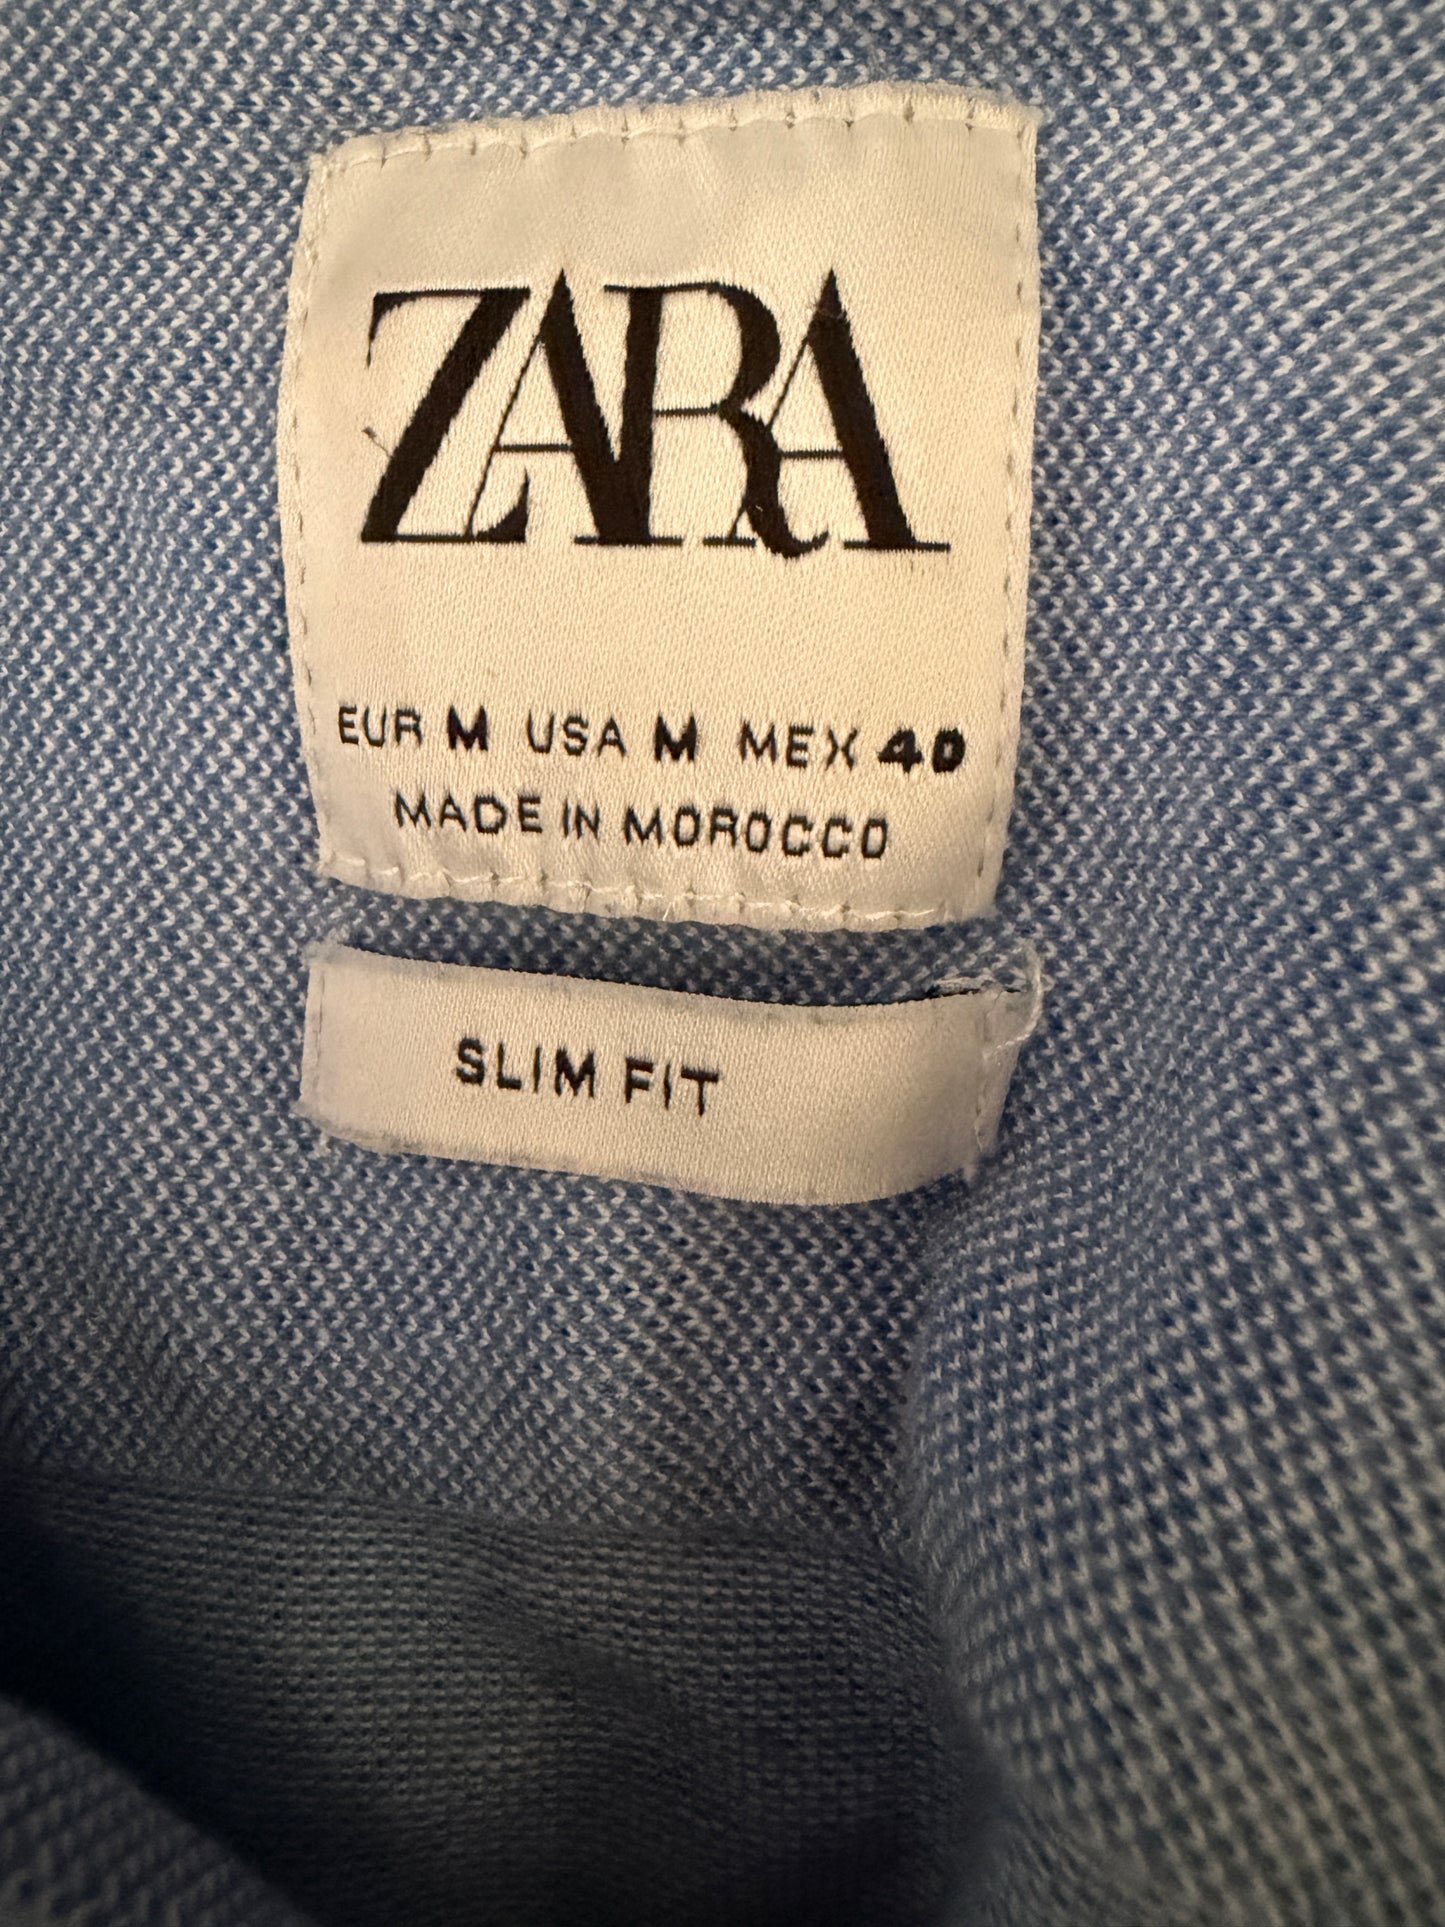 ZARA
EUR M USA M MEX 40
MADE IN MOROCCO
SLIM FIT